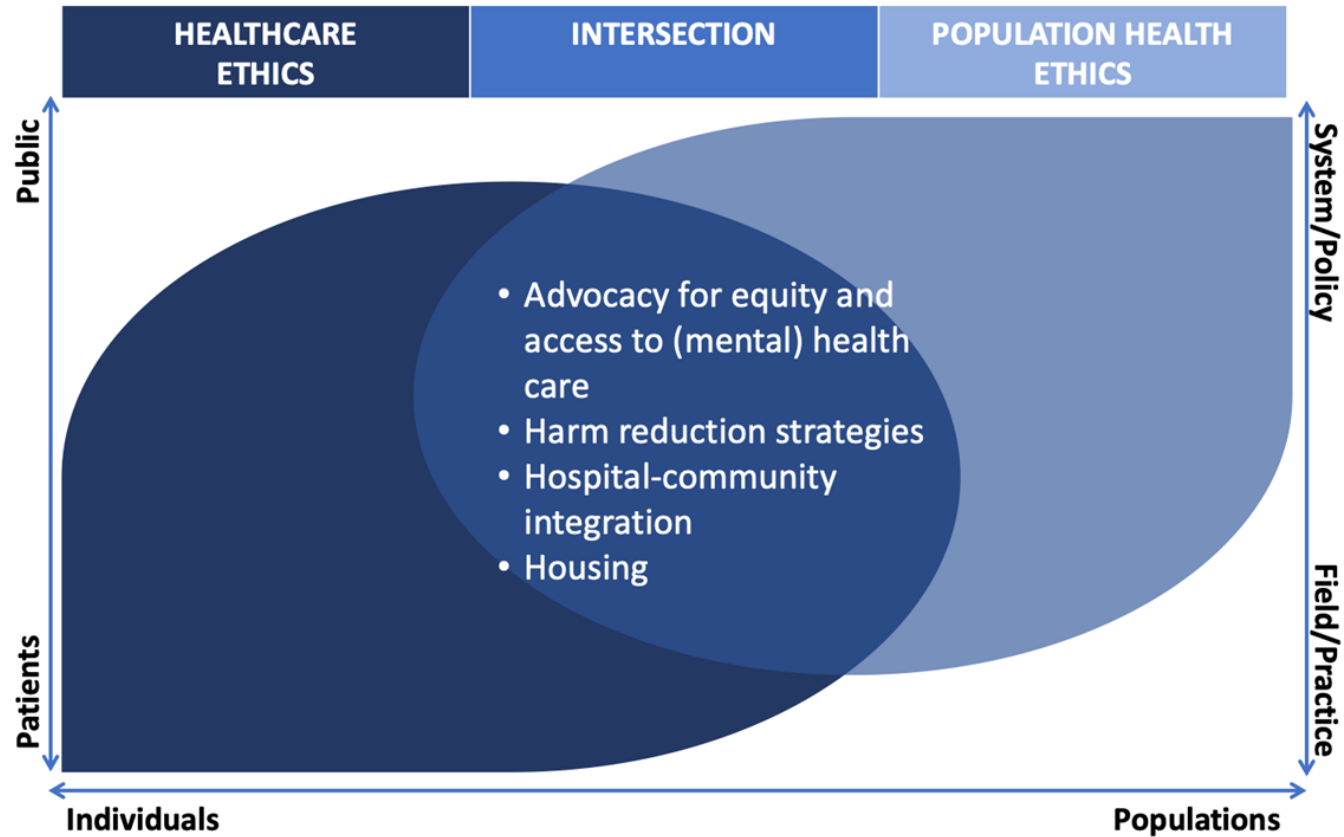 HEALTHCARE
ETHICS
INTERSECTION
POPULATION HEALTH
ETHICS
Public
Patients
System/Policy
Field/Practice
• Advocacy for equity and
access to (mental) health
care
• Harm reduction strategies
• Hospital-community
integration
• Housing
Individuals
Populations